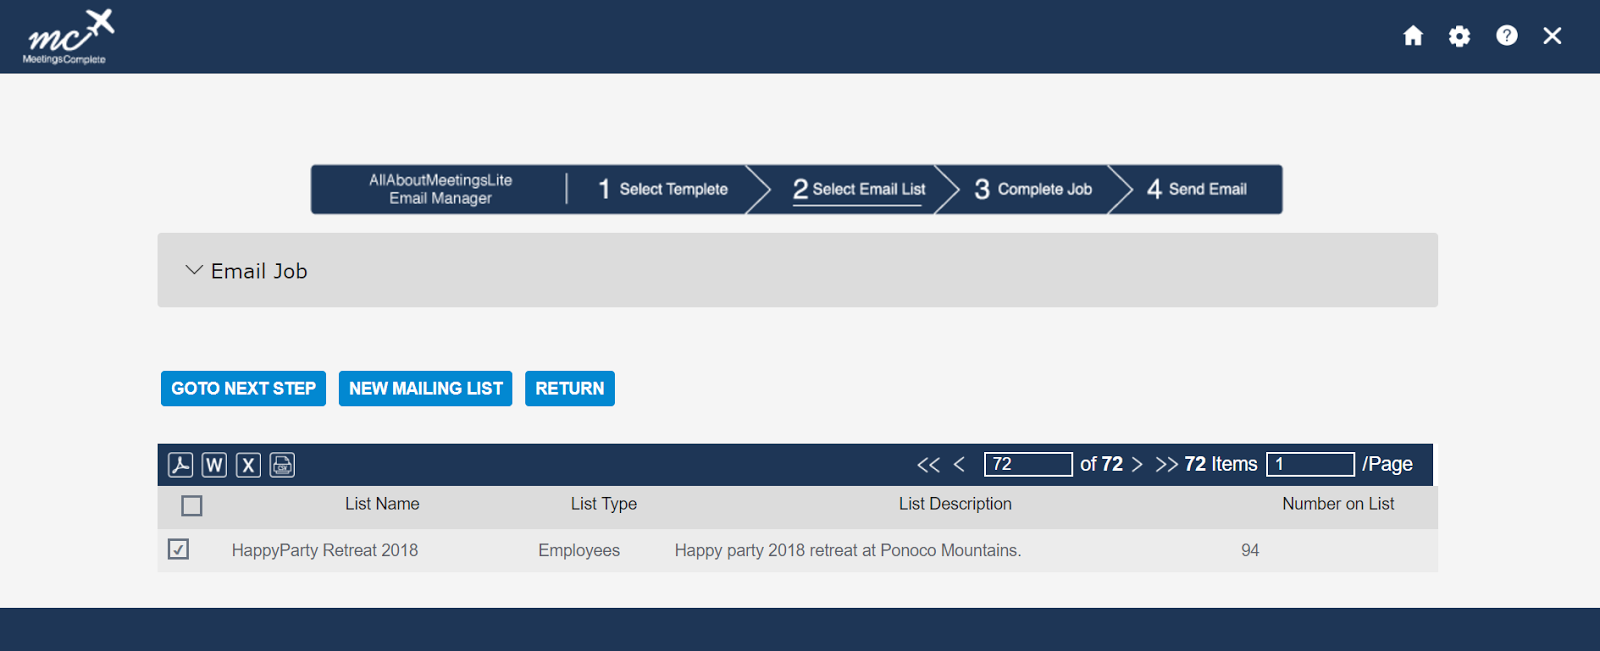 mc
MeetingsComplete
AllAboutMeetingsLite
Email Manager
1 Select Templete
2 Select Email List
3 Complete Job
4 Send Email
Email Job
GOTO NEXT STEP NEW MAILING LIST RETURN
W X CSV << < 72 of 72 > >> 72 Items 1 /Page
List Name List Type List Description Number on List
HappyParty Retreat 2018 Employees Happy party 2018 retreat at Ponoco Mountains. 94